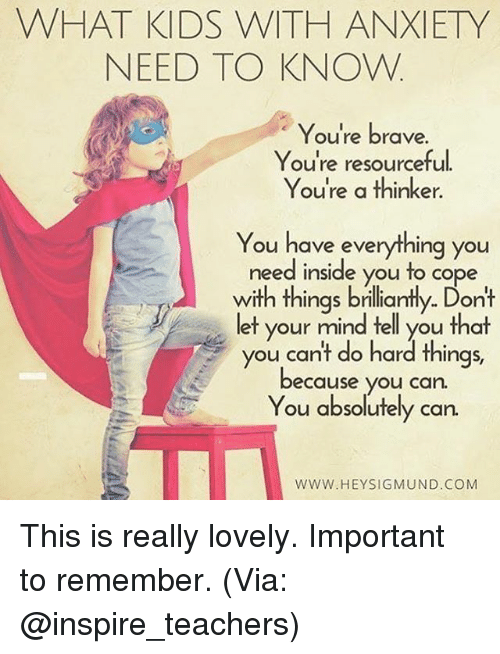 WHAT KIDS WITH ANXIETY
NEED TO KNOW.
You're brave.
You're resourceful.
You're a thinker.
You have everything you
need inside you to cope
with things brilliantly. Don't
let your mind tell you that
you can't do hard things,
because you can.
You absolutely can.
WWW.HEYSIGMUND.COM
This is really lovely. Important
to remember. (Via:
@inspire_teachers)